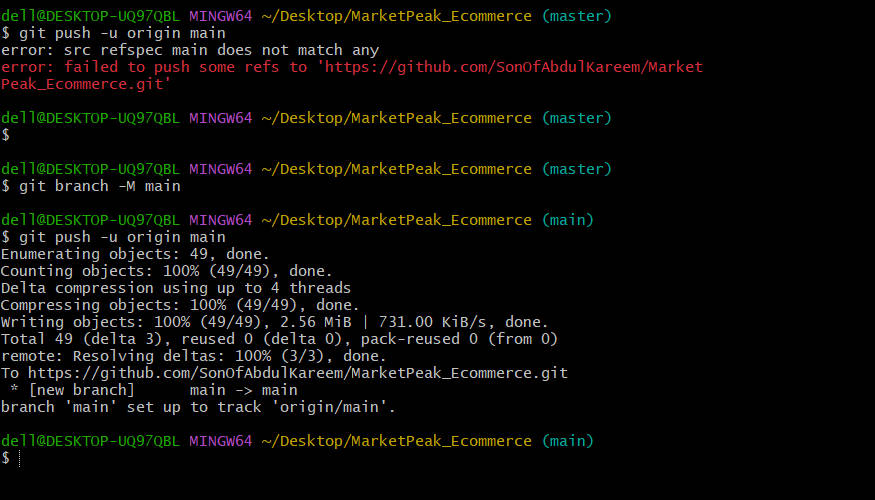 dell@DESKTOP-UQ97QBL MINGW64 ~/Desktop/MarketPeak_Ecommerce (master)
$ git push -u origin main
error: src refspec main does not match any
error: failed to push some refs to 'https://github.com/SonOfAbdulKareem/Market
Peak_Ecommerce.git'
dell@DESKTOP-UQ97QBL MINGW64 ~/Desktop/MarketPeak_Ecommerce (master)
$
dell@DESKTOP-UQ97QBL MINGW64 ~/Desktop/MarketPeak_Ecommerce (master)
$ git branch -M main
dell@DESKTOP-UQ97QBL MINGW64 ~/Desktop/MarketPeak_Ecommerce (main)
$ git push -u origin main
Enumerating objects: 49, done.
Counting objects: 100% (49/49), done.
Delta compression using up to 4 threads
Compressing objects: 100% (49/49), done.
Writing objects: 100% (49/49), 2.56 MiB | 731.00 KiB/s, done.
Total 49 (delta 3), reused 0 (delta 0), pack-reused 0 (from 0)
remote: Resolving deltas: 100% (3/3), done.
To https://github.com/SonOfAbdulKareem/MarketPeak_Ecommerce.git
 * [new branch]      main -> main
branch 'main' set up to track 'origin/main'.
dell@DESKTOP-UQ97QBL MINGW64 ~/Desktop/MarketPeak_Ecommerce (main)
$